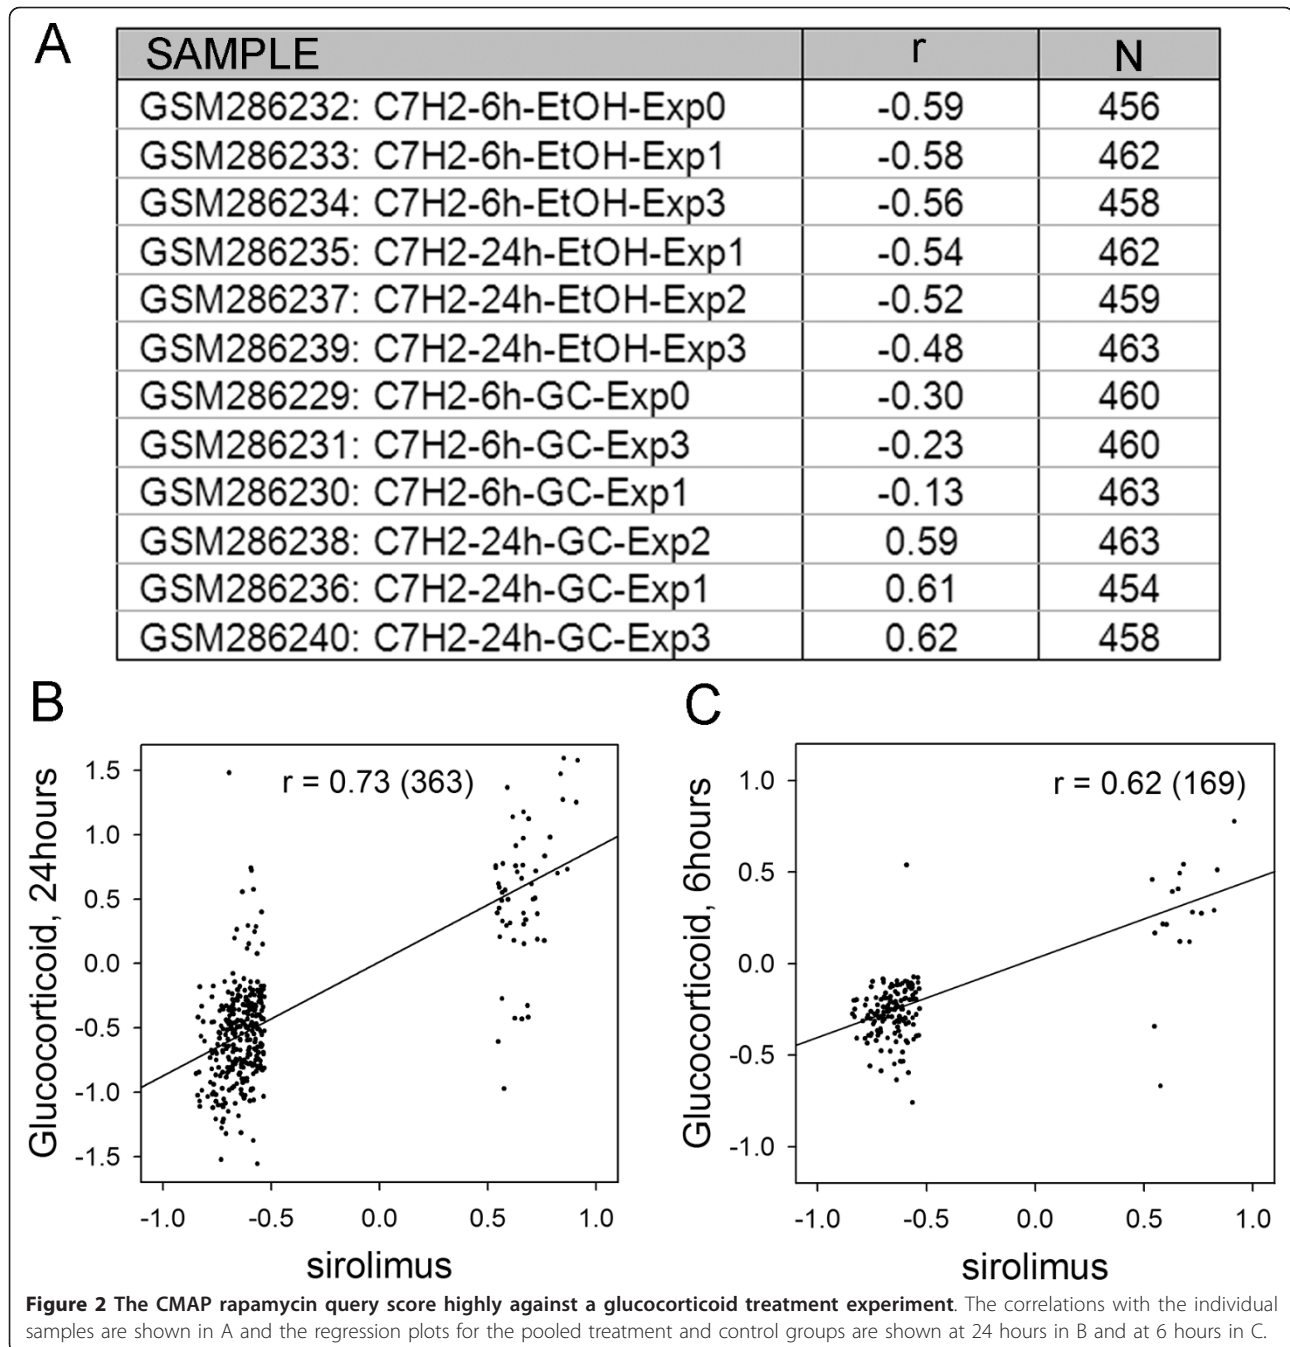 A
SAMPLE r N
GSM286232: C7H2-6h-EtOH-Exp0 -0.59 456
GSM286233: C7H2-6h-EtOH-Exp1 -0.58 462
GSM286234: C7H2-6h-EtOH-Exp3 -0.56 458
GSM286235: C7H2-24h-EtOH-Exp1 -0.54 462
GSM286237: C7H2-24h-EtOH-Exp2 -0.52 459
GSM286239: C7H2-24h-EtOH-Exp3 -0.48 463
GSM286229: C7H2-6h-GC-Exp0 -0.30 460
GSM286231: C7H2-6h-GC-Exp3 -0.23 460
GSM286230: C7H2-6h-GC-Exp1 -0.13 463
GSM286238: C7H2-24h-GC-Exp2 0.59 463
GSM286236: C7H2-24h-GC-Exp1 0.61 454
GSM286240: C7H2-24h-GC-Exp3 0.62 458
B
r = 0.73 (363)
Glucocorticoid, 24hours
1.5
1.0
0.5
0.0
-0.5
-1.0
-1.5
-1.0 -0.5 0.0 0.5 1.0
sirolimus
C
r = 0.62 (169)
Glucocorticoid, 6hours
1.0
0.5
0.0
-0.5
-1.0
-1.0 -0.5 0.0 0.5 1.0
sirolimus
Figure 2 The CMAP rapamycin query score highly against a glucocorticoid treatment experiment. The correlations with the individual
samples are shown in A and the regression plots for the pooled treatment and control groups are shown at 24 hours in B and at 6 hours in C.